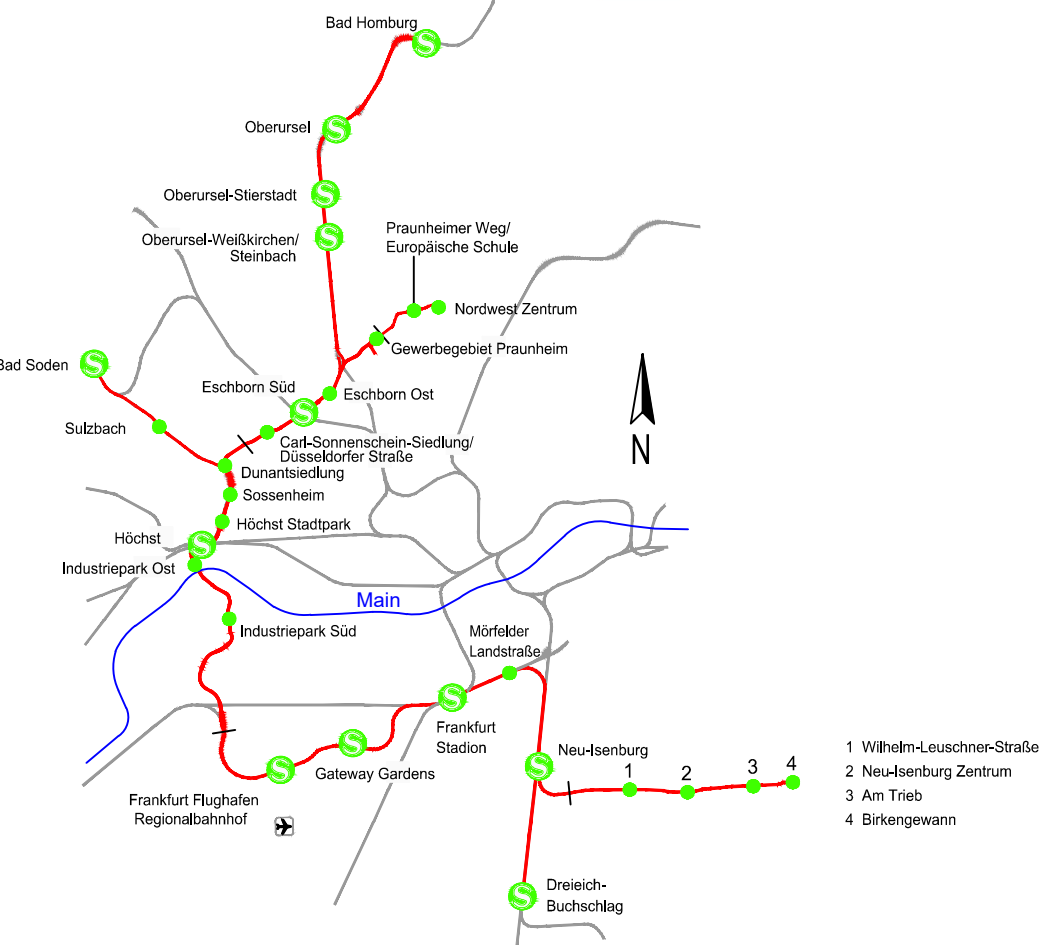 Bad Homburg
S
Oberursel
S
Oberursel-Stierstadt
S
Oberursel-Weißkirchen/
Steinbach
S
Praunheimer Weg/
Europäische Schule
Nordwest Zentrum
Gewerbegebiet Praunheim
Bad Soden
S
Eschborn Süd
S
Eschborn Ost
Sulzbach
Carl-Sonnenschein-Siedlung/
Düsseldorfer Straße
Dunantsiedlung
Sossenheim
Höchst Stadtpark
N
Höchst
S
Industriepark Ost
Main
Industriepark Süd
Mörfelder
Landstraße
S
Frankfurt
Stadion
S
Gateway Gardens
S
Frankfurt Flughafen
Regionalbahnhof
Neu-Isenburg
S
1
2
3
4
1 Wilhelm-Leuschner-Straße
2 Neu-Isenburg Zentrum
3 Am Trieb
4 Birkengewann
S
Dreieich-
Buchschlag